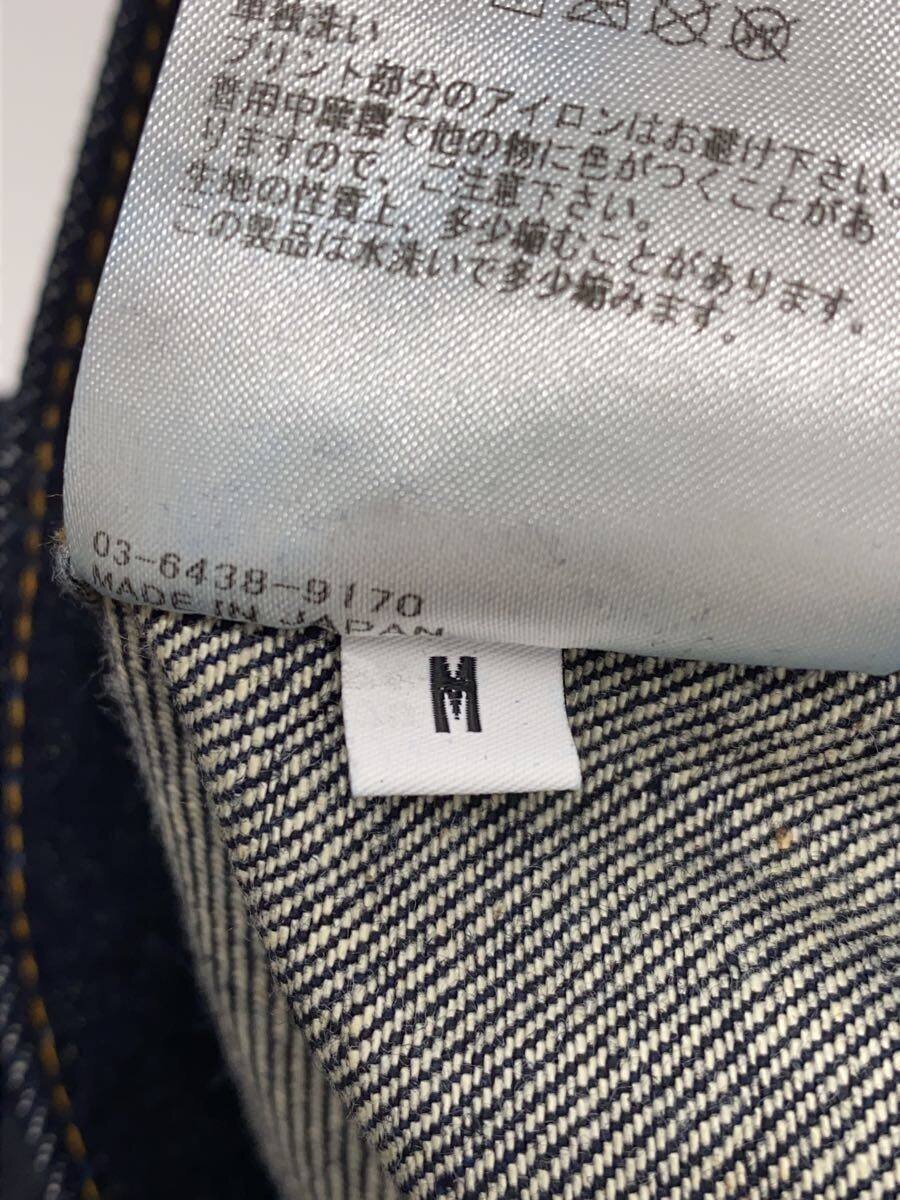 単独洗い
プリント部分のアイロンはお避け下さい。
着用中摩擦で他の物に色がつくことがあ
りますので、ご注意下さい。
生地の性質上、多少縮むことがあります。
この製品は水洗いで多少縮みます。
03-6438-9170
MADE IN JAPAN
M